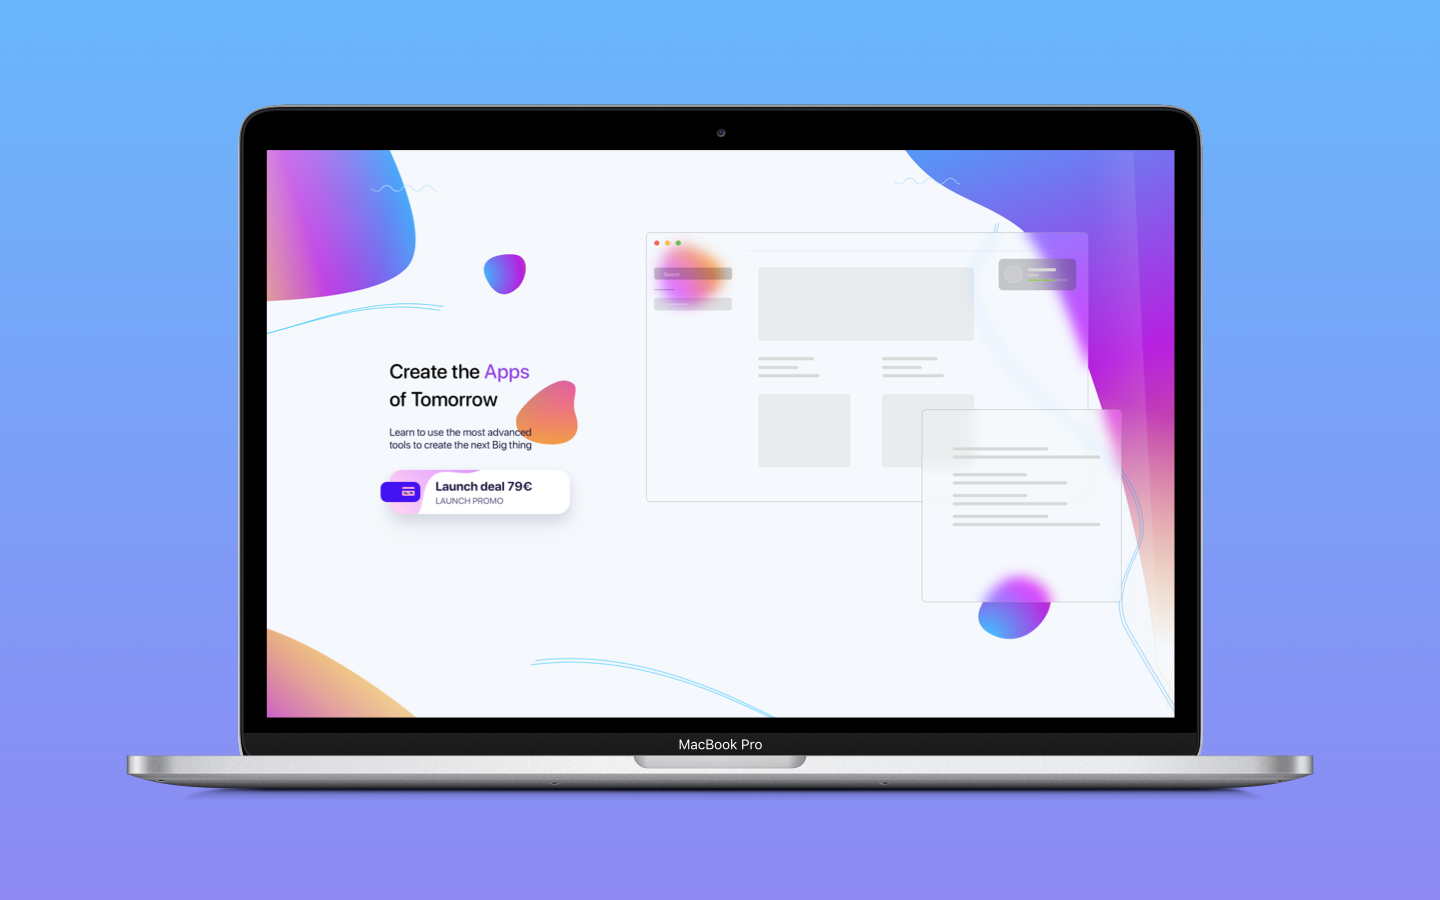 Search
Create the Apps
of Tomorrow
Learn to use the most advanced
tools to create the next Big thing
Launch deal 79€
LAUNCH PROMO
MacBook Pro